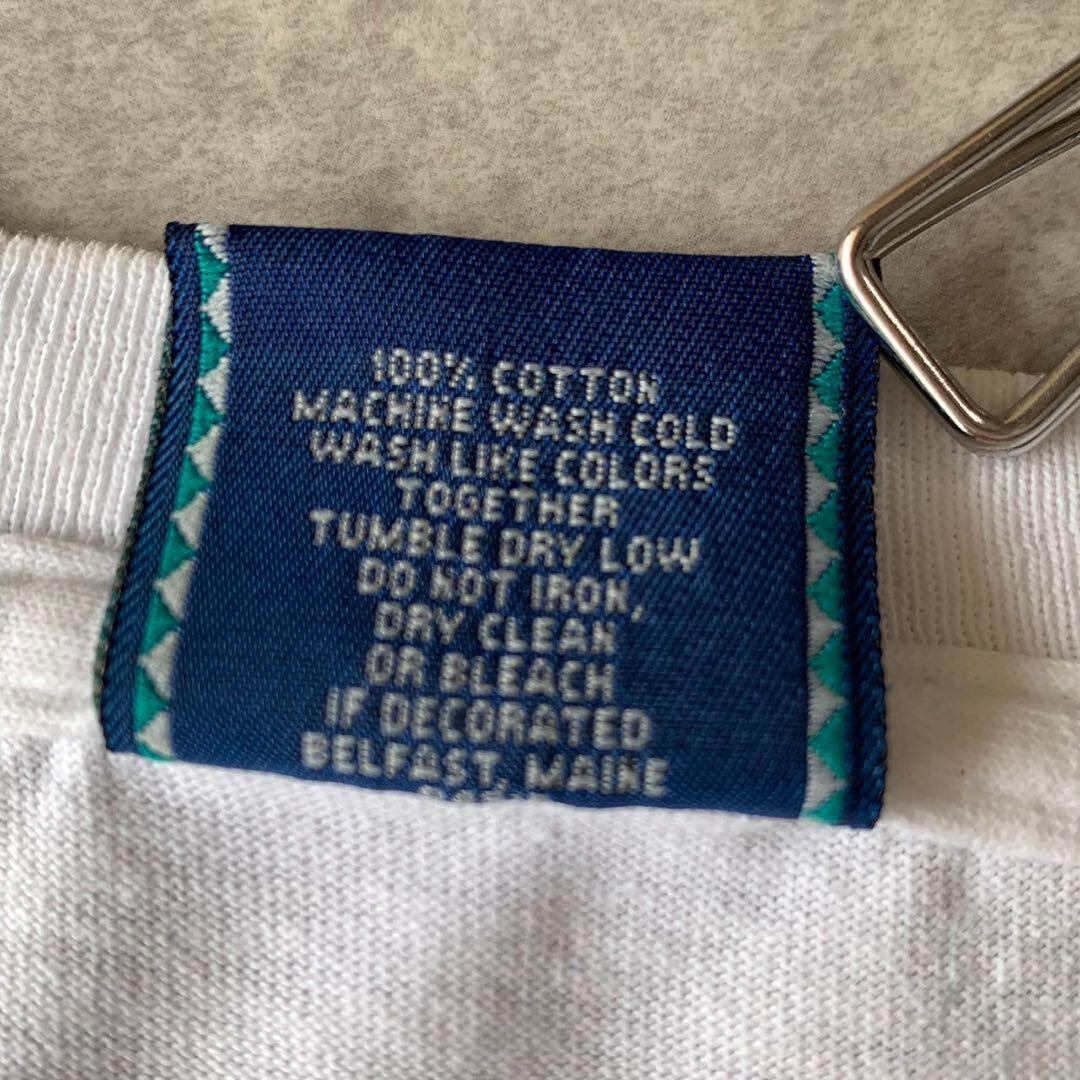 100% COTTON
MACHINE WASH COLD
WASH LIKE COLORS
TOGETHER
TUMBLE DRY LOW
DO NOT IRON,
DRY CLEAN
OR BLEACH
IF DECORATED
BELFAST, MAINE